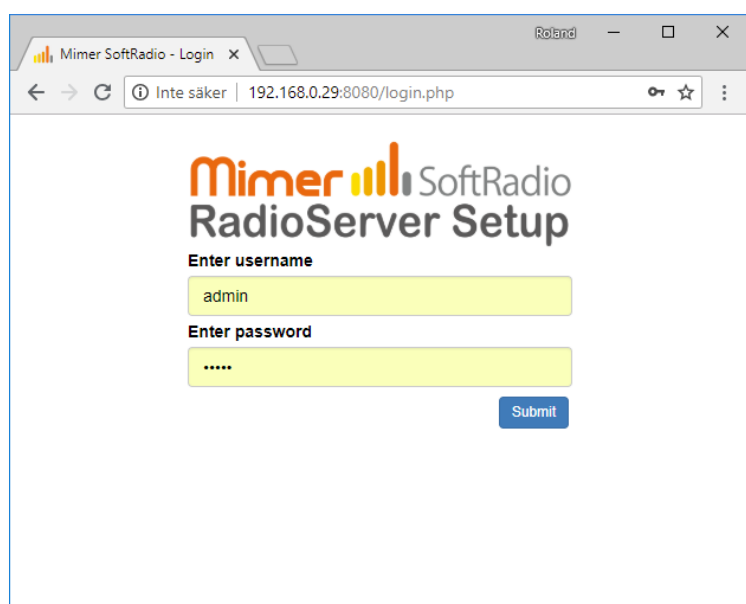 Roland
Mimer SoftRadio - Login
Inte säker | 192.168.0.29:8080/login.php
Mimer SoftRadio
RadioServer Setup
Enter username
admin
Enter password
•••••
Submit